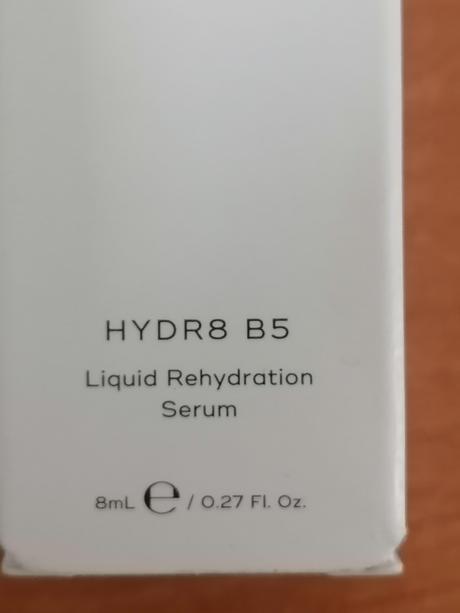 HYDR8 B5
Liquid Rehydration
Serum
8mL ℮ / 0.27 Fl. Oz.